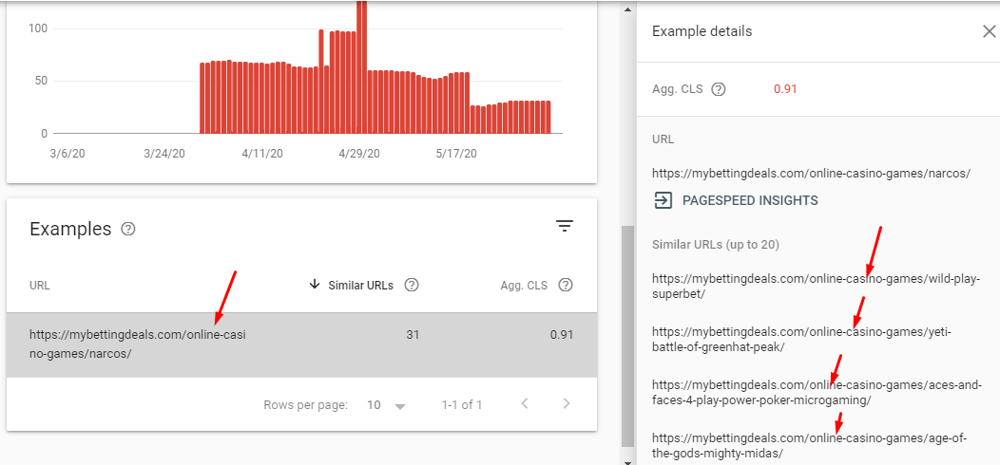 100
50
0
3/6/20 3/24/20 4/11/20 4/29/20 5/17/20
Examples
URL Similar URLs Agg. CLS
https://mybettingdeals.com/online-casi
no-games/narcos/
31 0.91
Rows per page: 10 1-1 of 1
Example details
Agg. CLS 0.91
URL
https://mybettingdeals.com/online-casino-games/narcos/
PAGESPEED INSIGHTS
Similar URLs (up to 20)
https://mybettingdeals.com/online-casino-games/wild-play-
superbet/
https://mybettingdeals.com/online-casino-games/yeti-
battle-of-greenhat-peak/
https://mybettingdeals.com/online-casino-games/aces-and-
faces-4-play-power-poker-microgaming/
https://mybettingdeals.com/online-casino-games/age-of-
the-gods-mighty-midas/